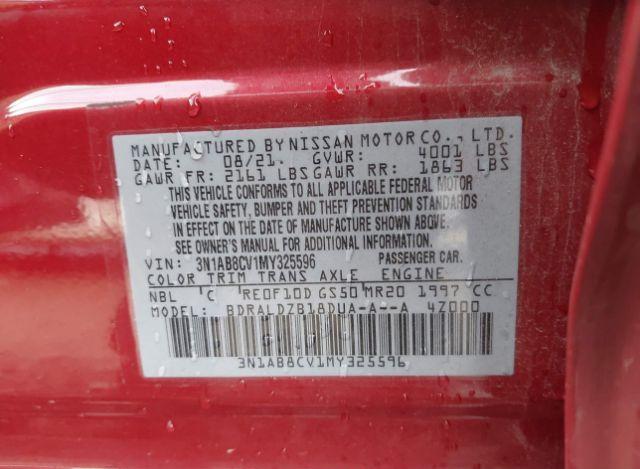 MANUFACTURED BY NISSAN MOTOR CO., LTD.
DATE: 08/21. GVWR: 4001 LBS
GAWR FR: 2161 LBS GAWR RR: 1863 LBS
THIS VEHICLE CONFORMS TO ALL APPLICABLE FEDERAL MOTOR
VEHICLE SAFETY, BUMPER AND THEFT PREVENTION STANDARDS
IN EFFECT ON THE DATE OF MANUFACTURE SHOWN ABOVE.
SEE OWNER'S MANUAL FOR ADDITIONAL INFORMATION.
VIN: 3N1AB8CV1MY325596 PASSENGER CAR.
COLOR TRIM TRANS AXLE ENGINE
NBL C RE0F10D GS50 MR20 1997 CC
MODEL: BDRALDZB18DUA-A--A 4Z000
3N1AB8CV1MY325596